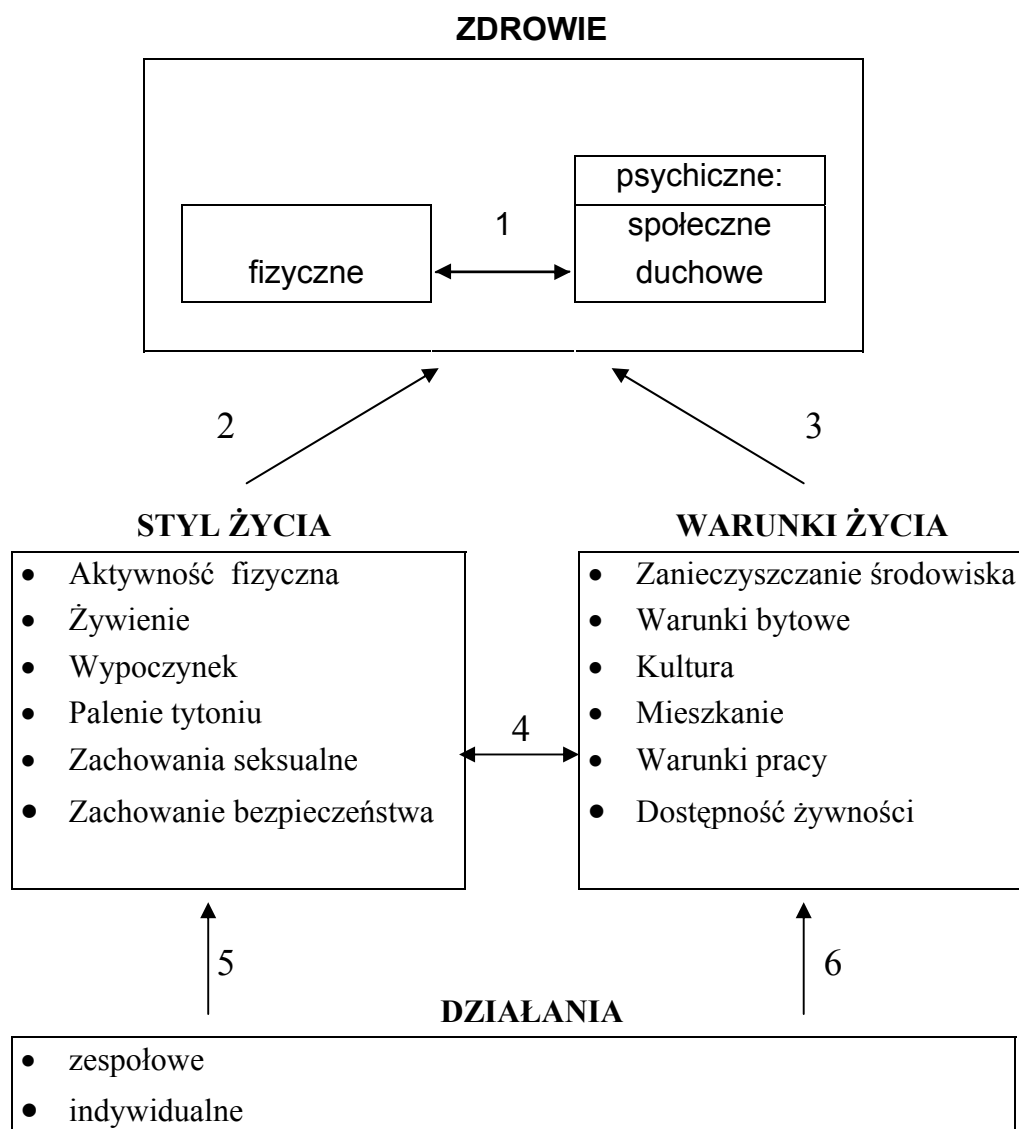 ZDROWIE
psychiczne:
1
społeczne
fizyczne
duchowe
2
3
STYL ŻYCIA
• Aktywność fizyczna
• Żywienie
• Wypoczynek
• Palenie tytoniu
• Zachowania seksualne
• Zachowanie bezpieczeństwa
4
WARUNKI ŻYCIA
• Zanieczyszczanie środowiska
• Warunki bytowe
• Kultura
• Mieszkanie
• Warunki pracy
• Dostępność żywności
5
6
DZIAŁANIA
• zespołowe
• indywidualne